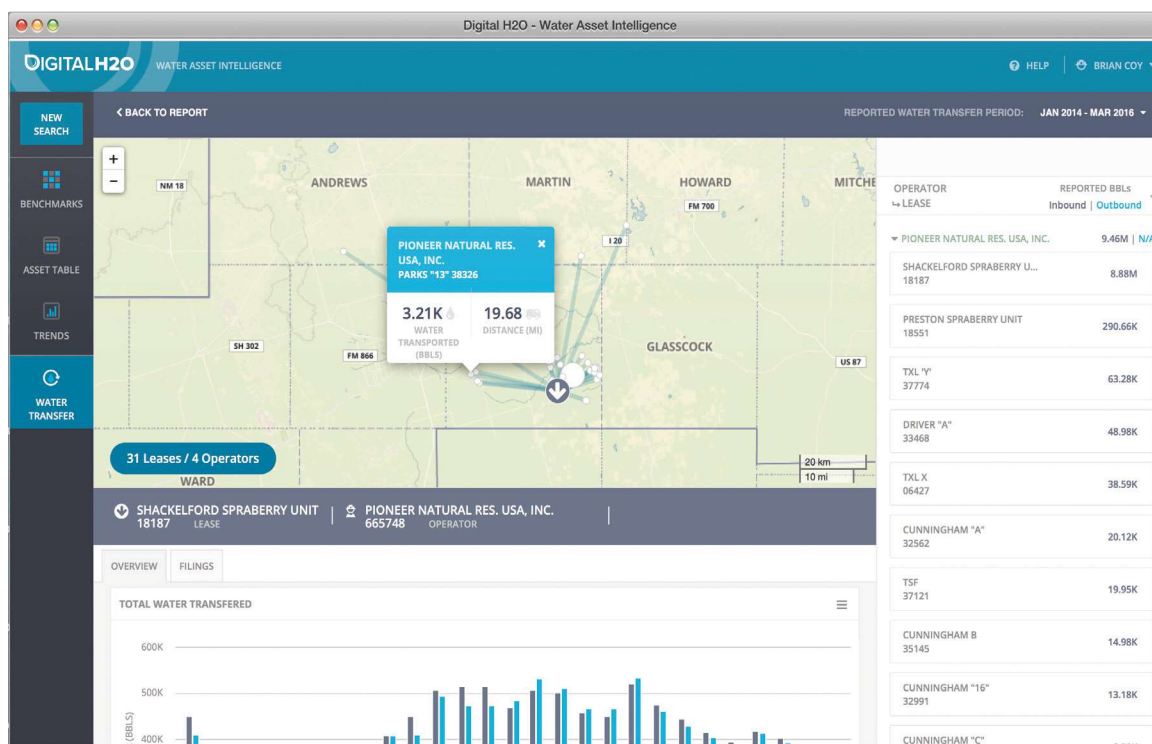 Digital H2O - Water Asset Intelligence
DIGITALH2O
WATER ASSET INTELLIGENCE
HELP
BRIAN COY
NEW
SEARCH
BACK TO REPORT
REPORTED WATER TRANSFER PERIOD: JAN 2014 - MAR 2016
BENCHMARKS
ASSET TABLE
TRENDS
WATER
TRANSFER
+
−
NM 18
ANDREWS
MARTIN
HOWARD
MITCHE
FM 700
I 20
PIONEER NATURAL RES.
USA, INC.
PARKS "13" 38326
3.21K
WATER
TRANSPORTED
(BBLS)
19.68
DISTANCE (MI)
SH 302
FM 866
GLASSCOCK
US 87
31 Leases / 4 Operators
WARD
20 km
10 mi
SHACKELFORD SPRABERRY UNIT
18187 LEASE
PIONEER NATURAL RES. USA, INC.
665748 OPERATOR
OVERVIEW
FILINGS
TOTAL WATER TRANSFERED
600K
500K
400K
(BBLS)
OPERATOR
LEASE
REPORTED BBLs
Inbound | Outbound
PIONEER NATURAL RES. USA, INC. 9.46M | N/A
SHACKELFORD SPRABERRY U...
18187
8.88M
PRESTON SPRABERRY UNIT
18551
290.66K
TXL 'Y'
37774
63.28K
DRIVER "A"
33468
48.98K
TXL X
06427
38.59K
CUNNINGHAM "A"
32562
20.12K
TSF
37121
19.95K
CUNNINGHAM B
35145
14.98K
CUNNINGHAM "16"
32991
13.18K
CUNNINGHAM "C"